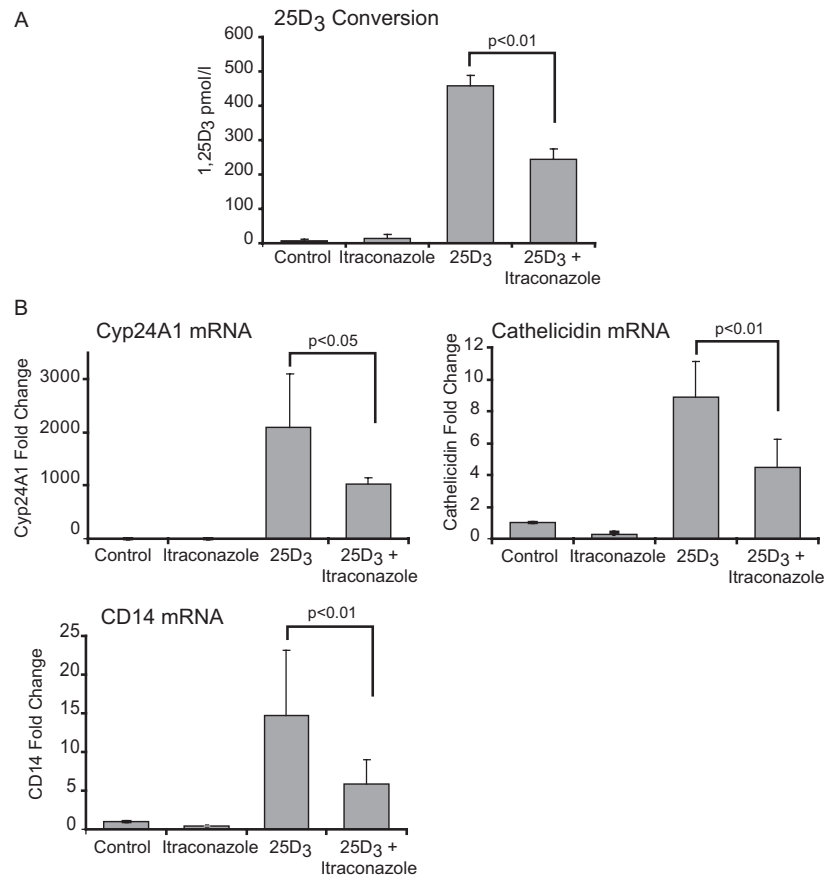 A
25D3 Conversion
p<0.01
1,25D3 pmol/l
600
500
400
300
200
100
0
Control Itraconazole 25D3 25D3 +
Itraconazole
B
Cyp24A1 mRNA
p<0.05
Cyp24A1 Fold Change
3000
2000
1000
0
Control Itraconazole 25D3 25D3 +
Itraconazole
Cathelicidin mRNA
p<0.01
Cathelicidin Fold Change
12
10
8
6
4
2
0
Control Itraconazole 25D3 25D3 +
Itraconazole
CD14 mRNA
p<0.01
CD14 Fold Change
25
20
15
10
5
0
Control Itraconazole 25D3 25D3 +
Itraconazole